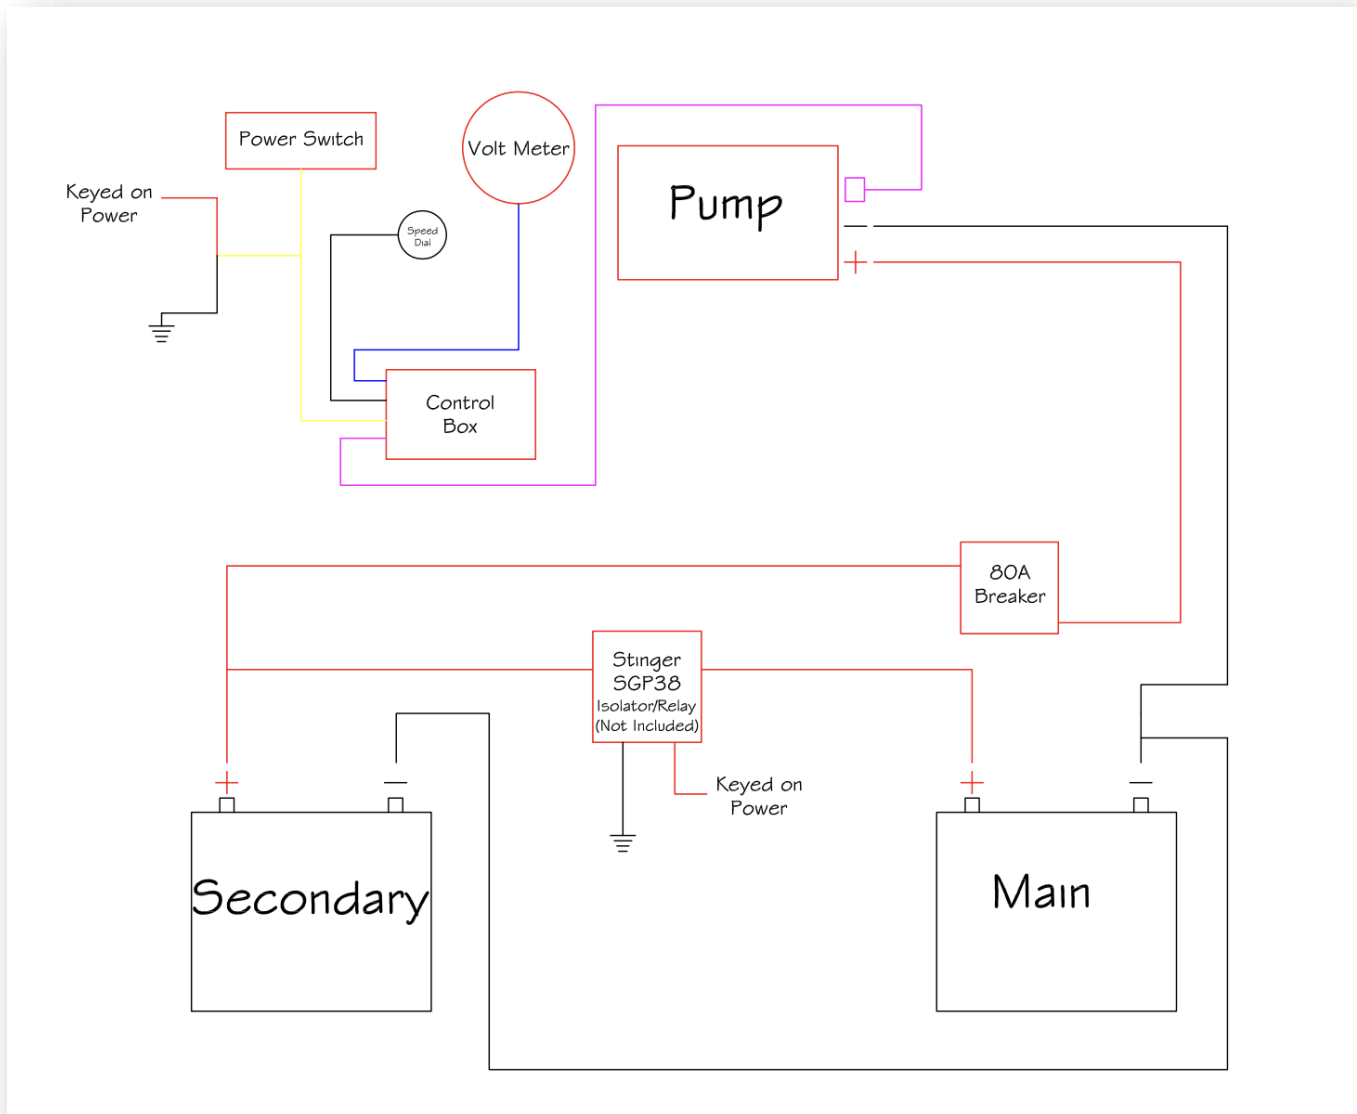 Power Switch
Volt Meter
Keyed on
Power
Speed
Dial
Pump
−
+
Control
Box
80A
Breaker
Stinger
SGP38
Isolator/Relay
(Not Included)
Keyed on
Power
+
−
+
−
Secondary
Main